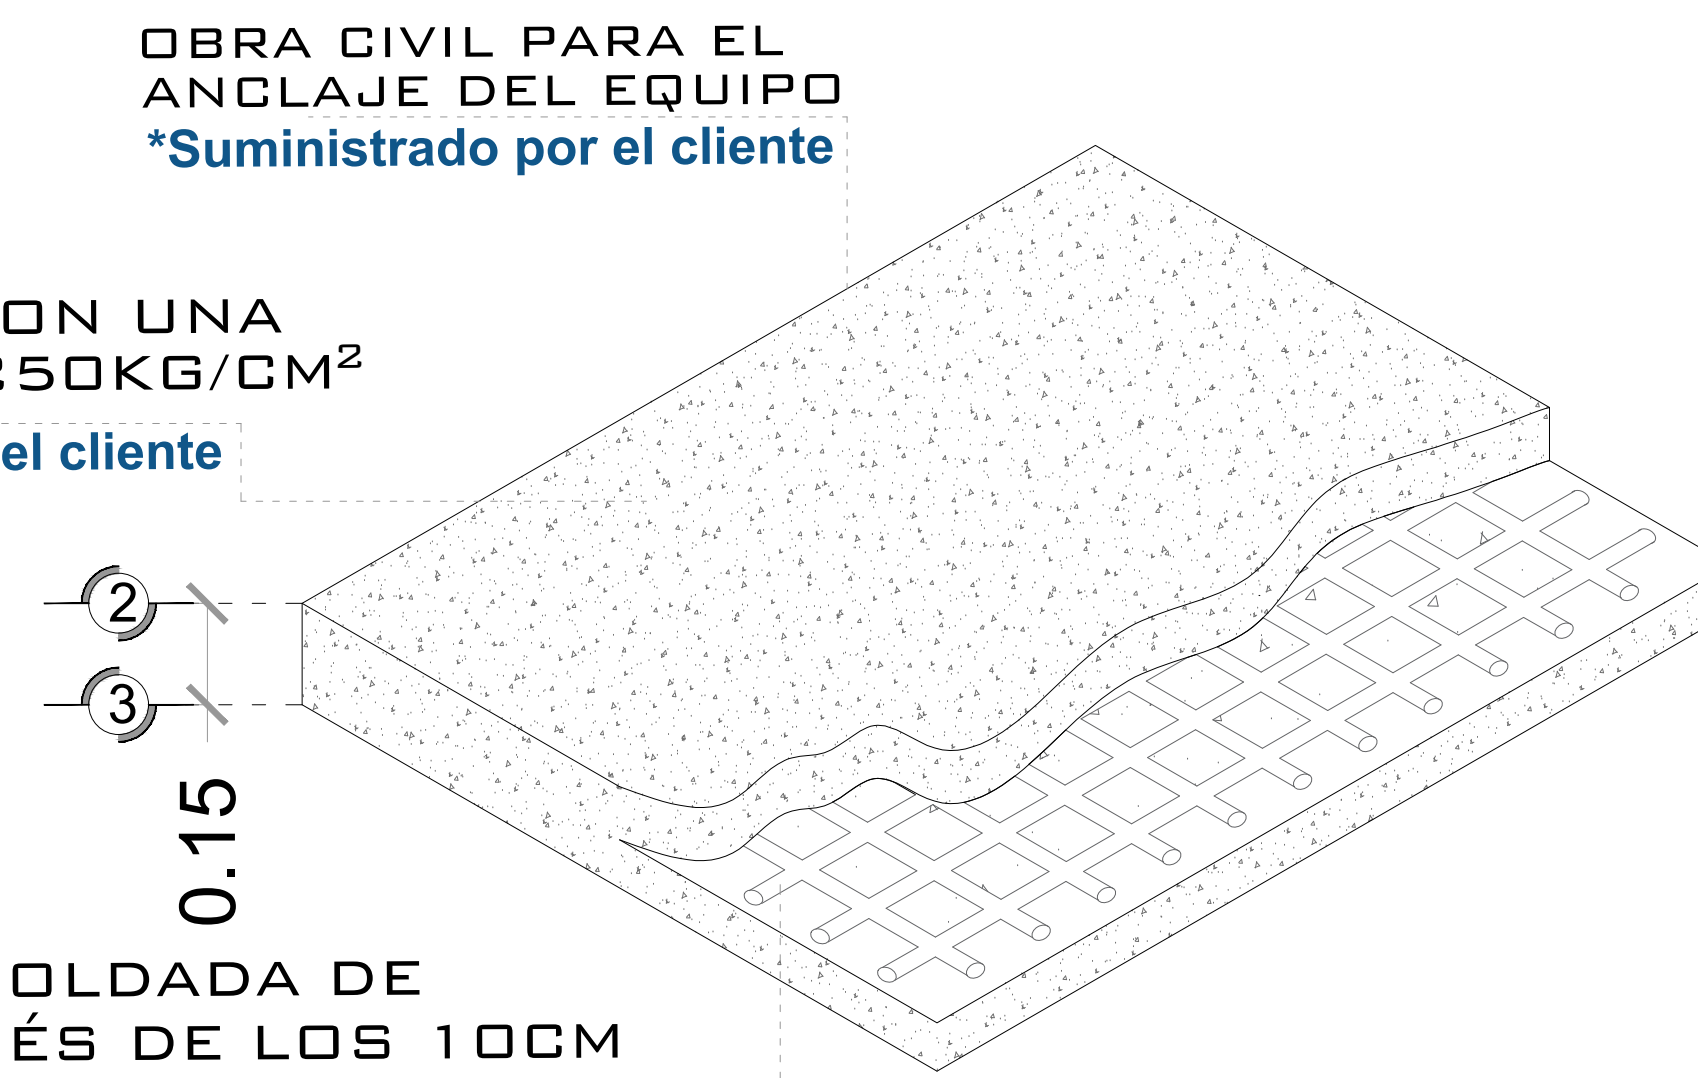 OBRA CIVIL PARA EL
ANCLAJE DEL EQUIPO
*Suministrado por el cliente
ON UNA
250KG/CM²
el cliente
2
3
0.15
OLDADA DE
ÉS DE LOS 10CM